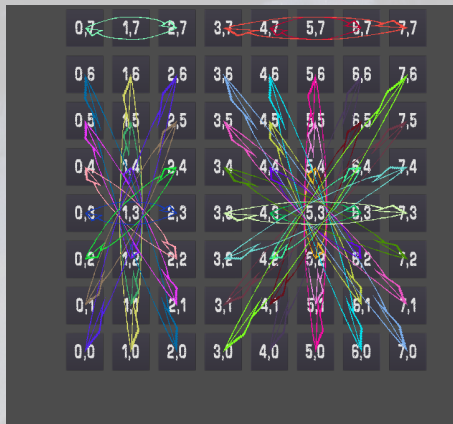 0,7 1,7 2,7 3,7 4,7 5,7 6,7 7,7
0,6 1,6 2,6 3,6 4,6 5,6 6,6 7,6
0,5 1,5 2,5 3,5 4,5 5,5 6,5 7,5
0,4 1,4 2,4 3,4 4,4 5,4 6,4 7,4
0,3 1,3 2,3 3,3 4,3 5,3 6,3 7,3
0,2 1,2 2,2 3,2 4,2 5,2 6,2 7,2
0,1 1,1 2,1 3,1 4,1 5,1 6,1 7,1
0,0 1,0 2,0 3,0 4,0 5,0 6,0 7,0